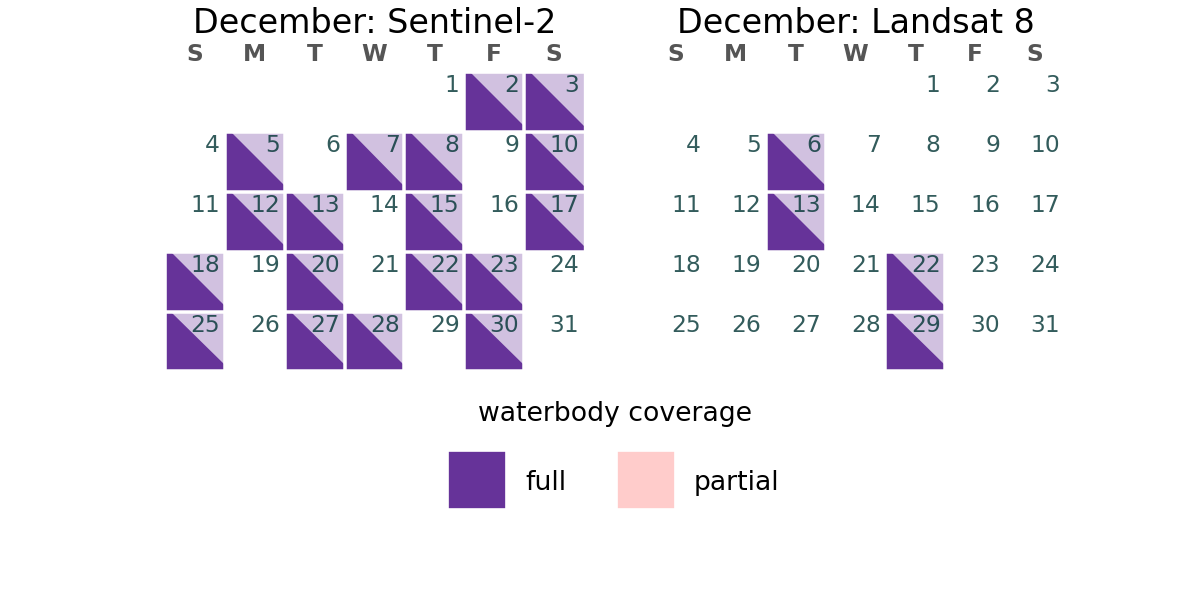 December: Sentinel-2
S M T W T F S
1 2 3
4 5 6 7 8 9 10
11 12 13 14 15 16 17
18 19 20 21 22 23 24
25 26 27 28 29 30 31
December: Landsat 8
S M T W T F S
1 2 3
4 5 6 7 8 9 10
11 12 13 14 15 16 17
18 19 20 21 22 23 24
25 26 27 28 29 30 31
waterbody coverage
full partial